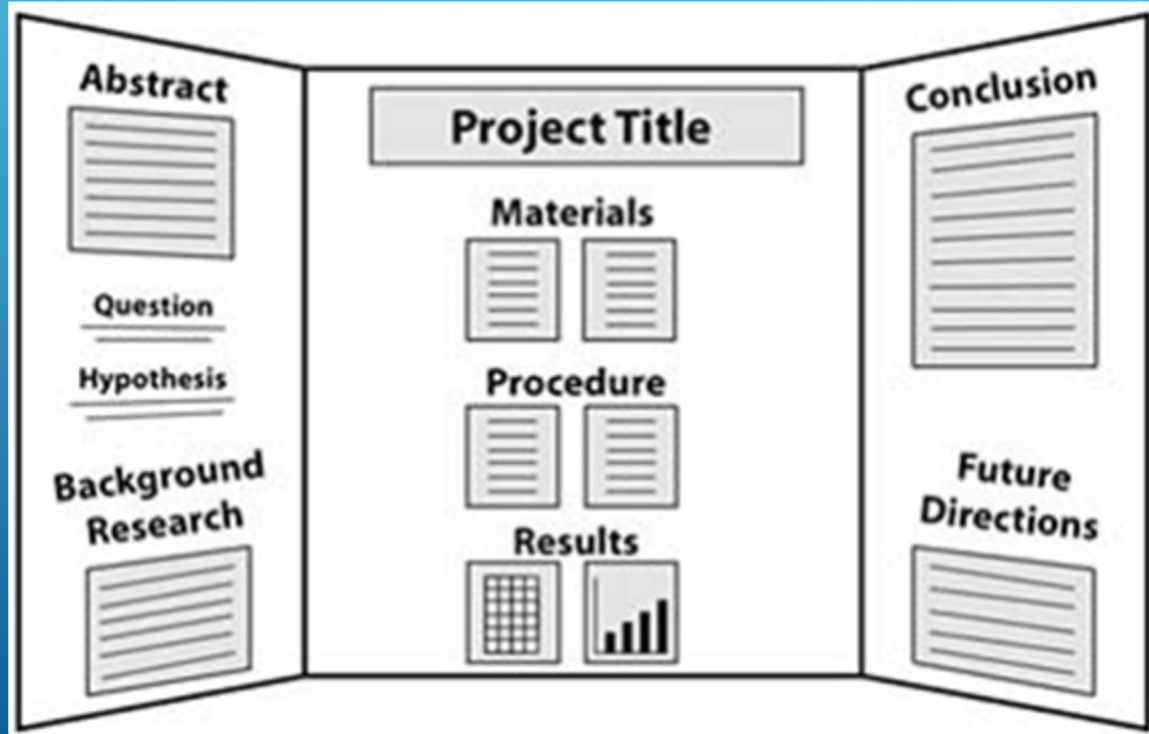 Abstract
Question
Hypothesis
Background
Research
Project Title
Materials
Procedure
Results
Conclusion
Future
Directions